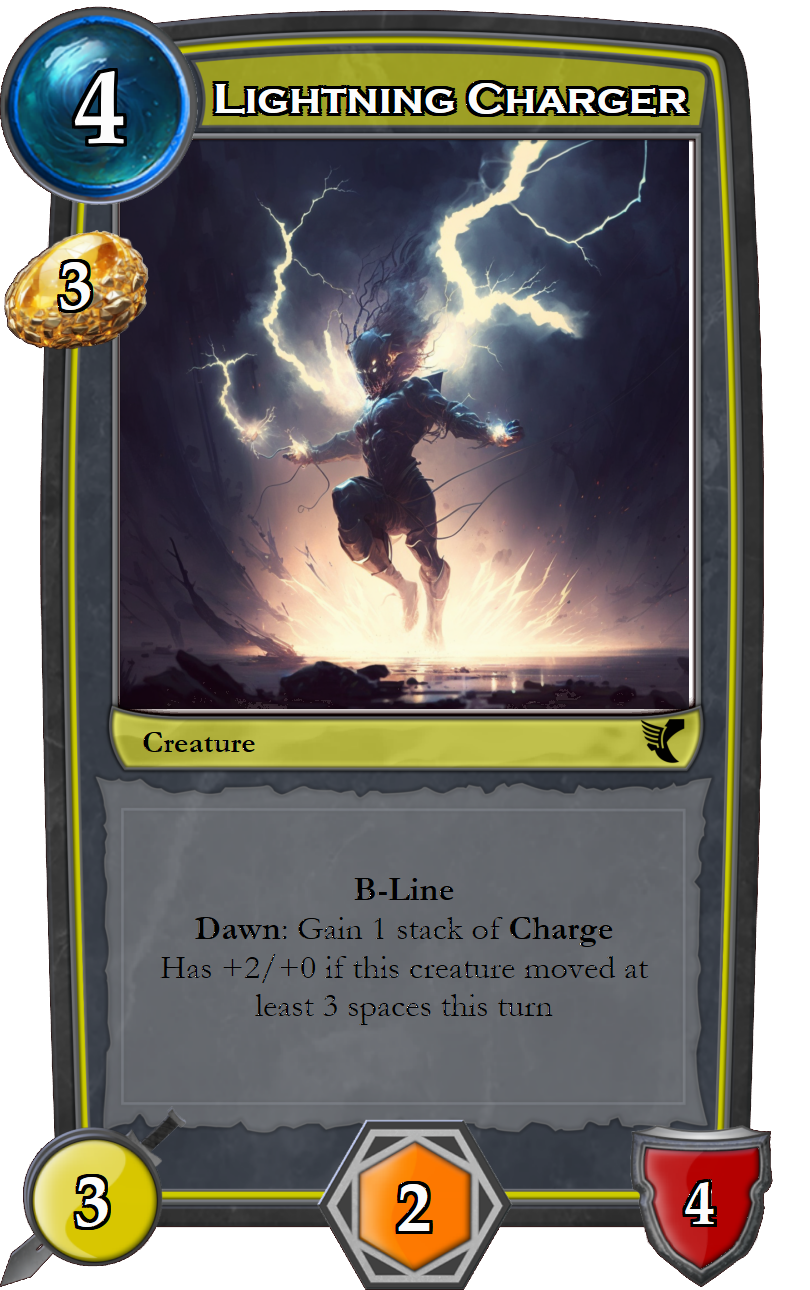 4
Lightning Charger
3
Creature
B-Line
Dawn: Gain 1 stack of Charge
Has +2/+0 if this creature moved at
least 3 spaces this turn
3
2
4